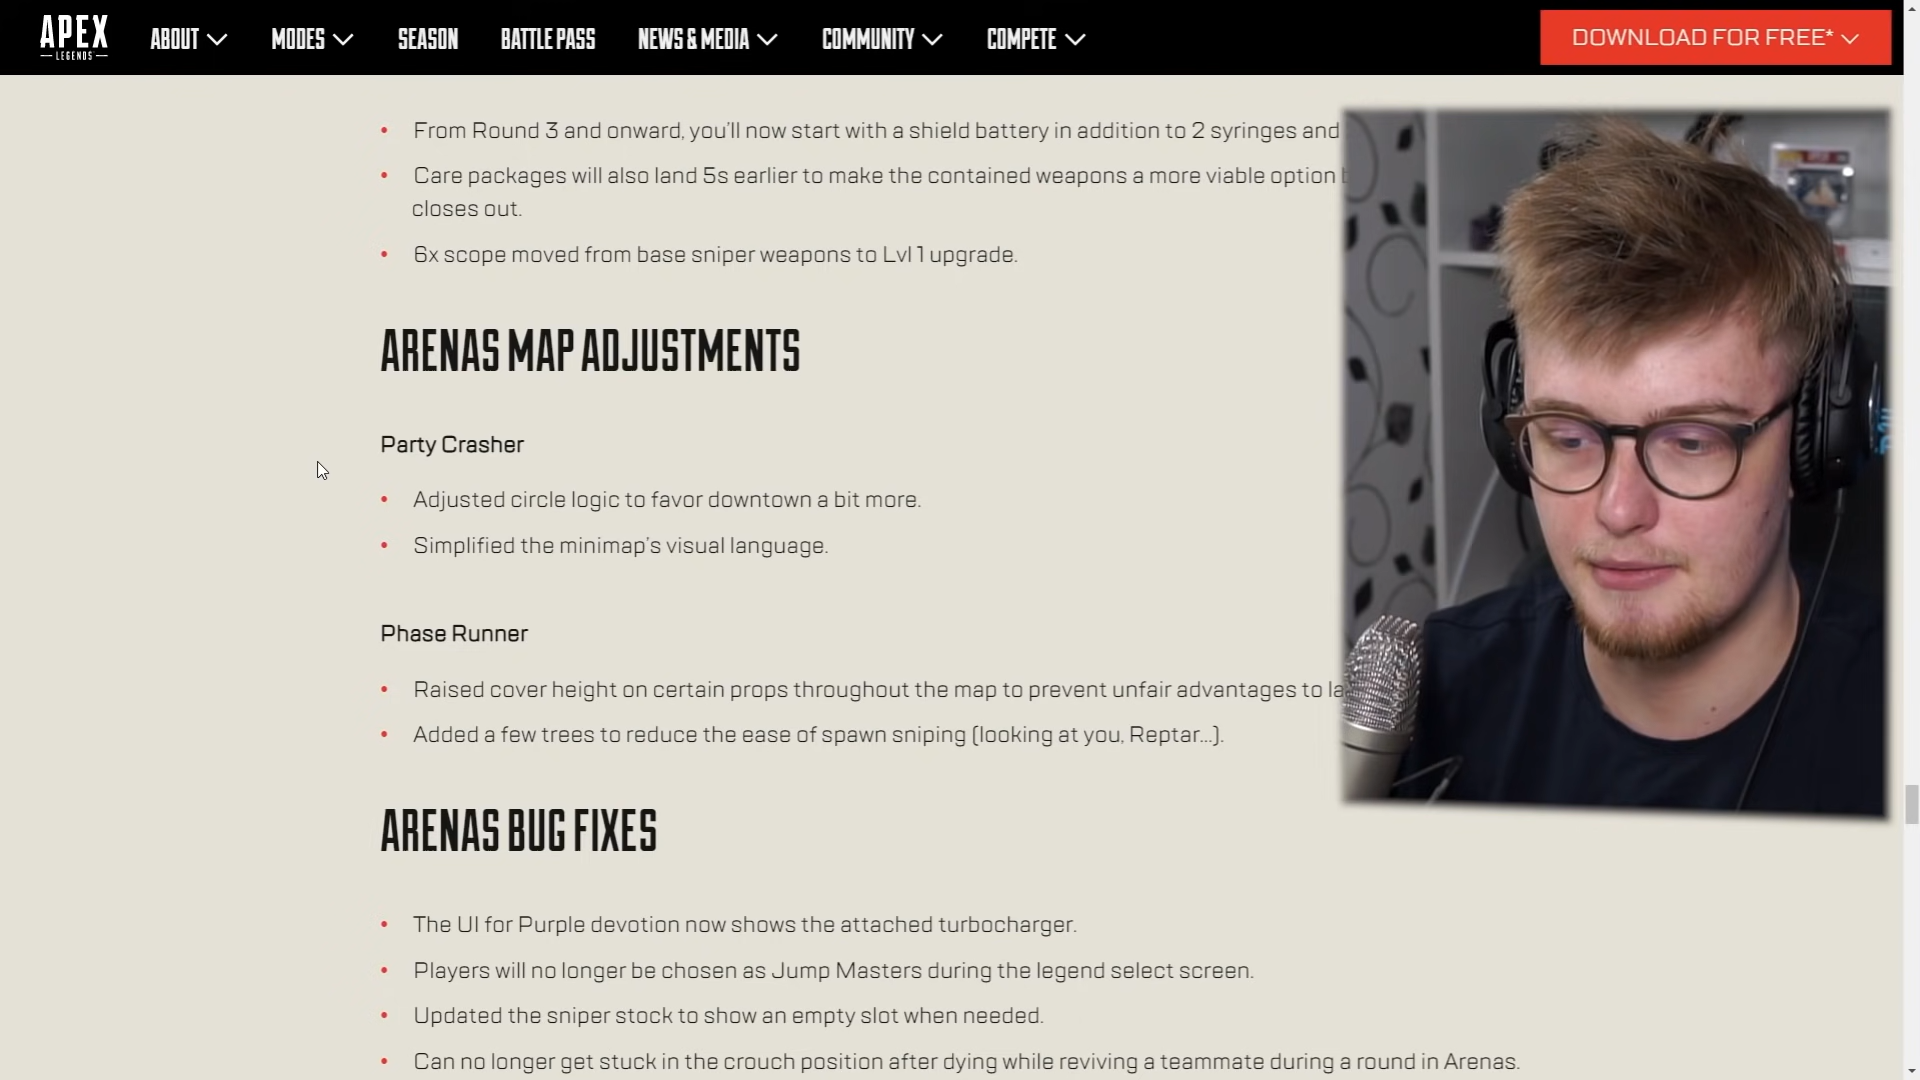 APEX
LEGENDS
ABOUT
MODES
SEASON
BATTLE PASS
NEWS & MEDIA
COMMUNITY
COMPETE
DOWNLOAD FOR FREE*
From Round 3 and onward, you'll now start with a shield battery in addition to 2 syringes and
Care packages will also land 5s earlier to make the contained weapons a more viable option
closes out.
6x scope moved from base sniper weapons to Lvl 1 upgrade.
ARENAS MAP ADJUSTMENTS
Party Crasher
Adjusted circle logic to favor downtown a bit more.
Simplified the minimap's visual language.
Phase Runner
Raised cover height on certain props throughout the map to prevent unfair advantages to
Added a few trees to reduce the ease of spawn sniping (looking at you, Reptar...).
ARENAS BUG FIXES
The UI for Purple devotion now shows the attached turbocharger.
Players will no longer be chosen as Jump Masters during the legend select screen.
Updated the sniper stock to show an empty slot when needed.
Can no longer get stuck in the crouch position after dying while reviving a teammate during a round in Arenas.